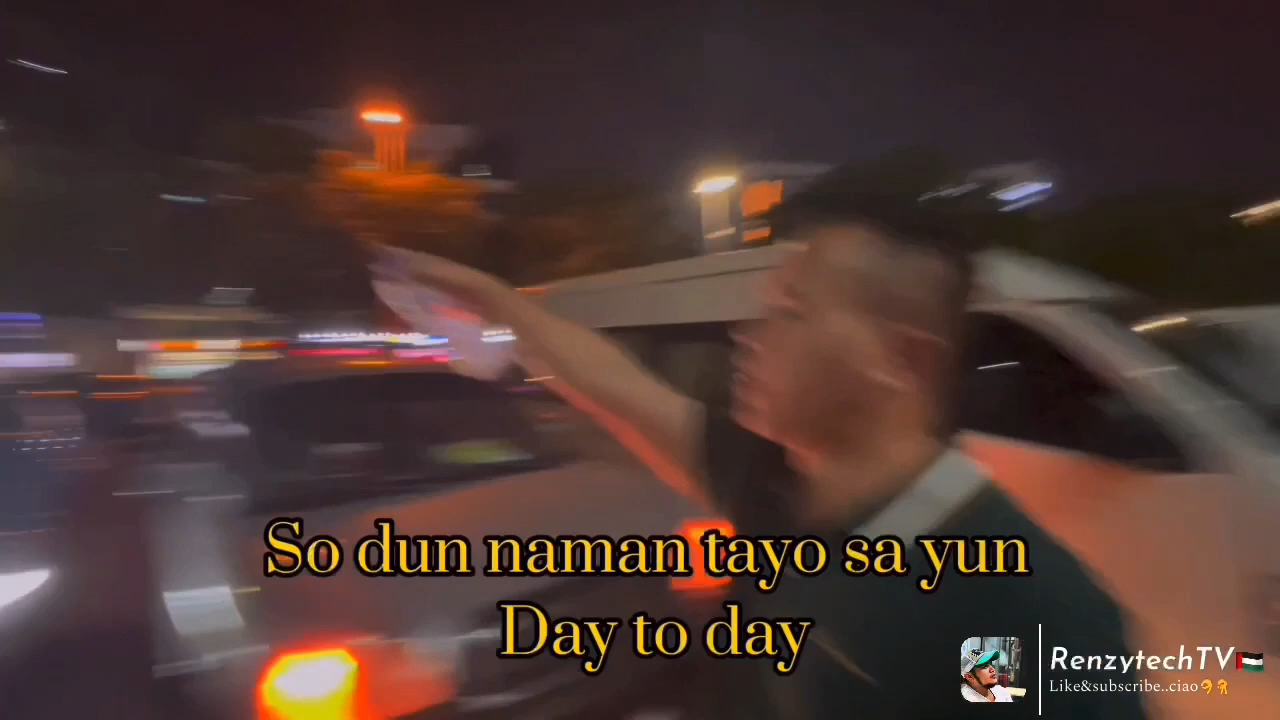 So dun naman tayo sa yun
Day to day
RenzytechTV
Like&subscribe..ciao